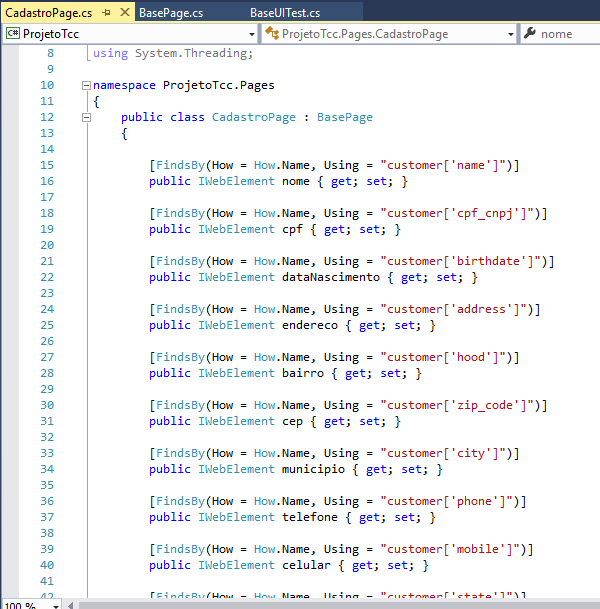 CadastroPage.cs BasePage.cs BaseUITest.cs
C# ProjetoTcc ProjetoTcc.Pages.CadastroPage nome
8 using System.Threading;
9
10 namespace ProjetoTcc.Pages
11 {
12 public class CadastroPage : BasePage
13 {
14
15 [FindsBy(How = How.Name, Using = "customer['name']")]
16 public IWebElement nome { get; set; }
17
18 [FindsBy(How = How.Name, Using = "customer['cpf_cnpj']")]
19 public IWebElement cpf { get; set; }
20
21 [FindsBy(How = How.Name, Using = "customer['birthdate']")]
22 public IWebElement dataNascimento { get; set; }
23
24 [FindsBy(How = How.Name, Using = "customer['address']")]
25 public IWebElement endereco { get; set; }
26
27 [FindsBy(How = How.Name, Using = "customer['hood']")]
28 public IWebElement bairro { get; set; }
29
30 [FindsBy(How = How.Name, Using = "customer['zip_code']")]
31 public IWebElement cep { get; set; }
32
33 [FindsBy(How = How.Name, Using = "customer['city']")]
34 public IWebElement municipio { get; set; }
35
36 [FindsBy(How = How.Name, Using = "customer['phone']")]
37 public IWebElement telefone { get; set; }
38
39 [FindsBy(How = How.Name, Using = "customer['mobile']")]
40 public IWebElement celular { get; set; }
41
42 [FindsBy(How = How.Name, Using = "customer['state']")]
100 %